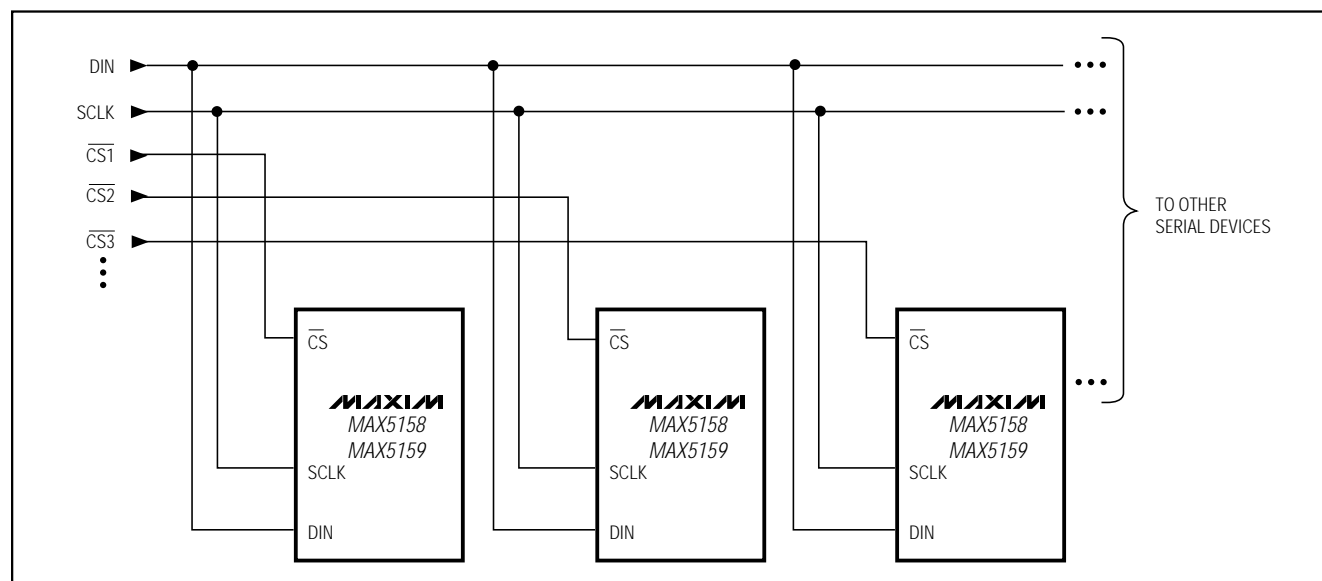 DIN
SCLK
CS1
CS2
CS3
TO OTHER
SERIAL DEVICES
CS
MAXIM
MAX5158
MAX5159
SCLK
DIN
CS
MAXIM
MAX5158
MAX5159
SCLK
DIN
CS
MAXIM
MAX5158
MAX5159
SCLK
DIN